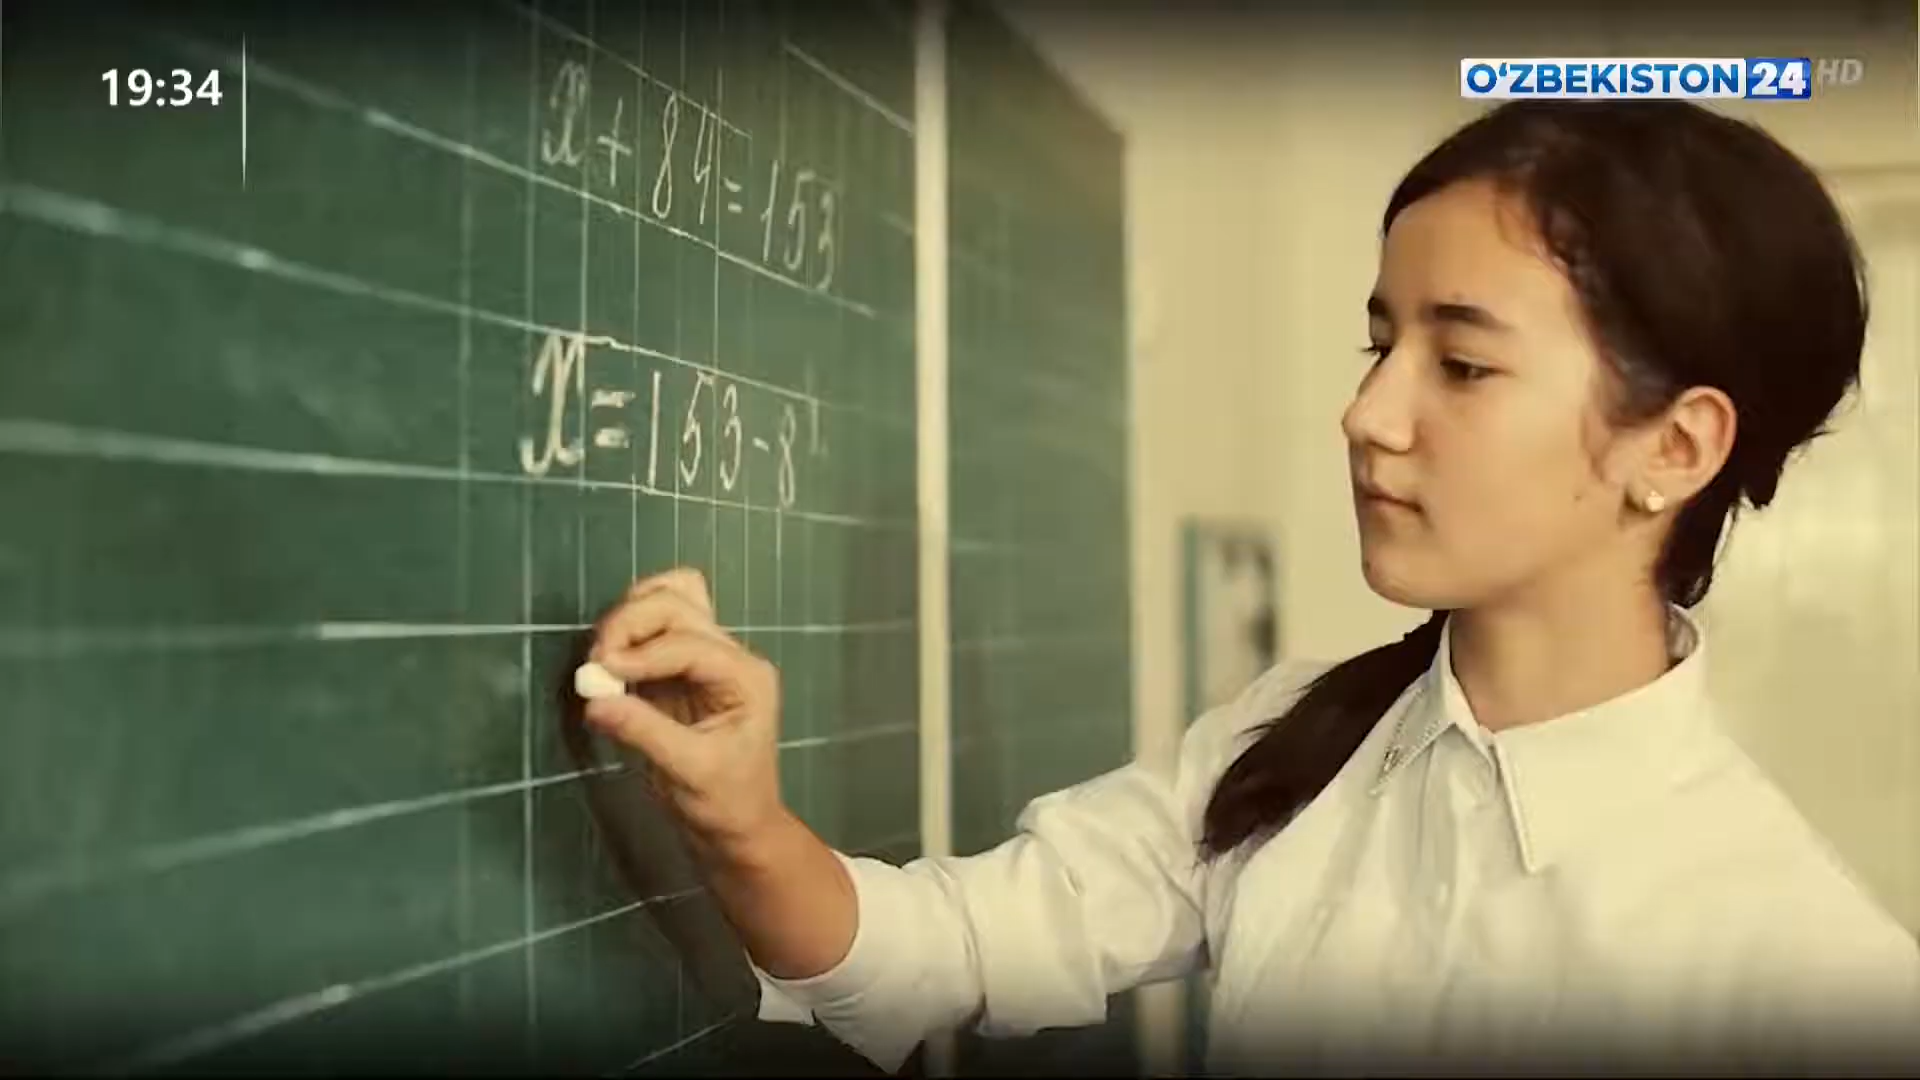 19:34
O‘ZBEKISTON 24 HD
x + 84 = 153
x = 153 - 8